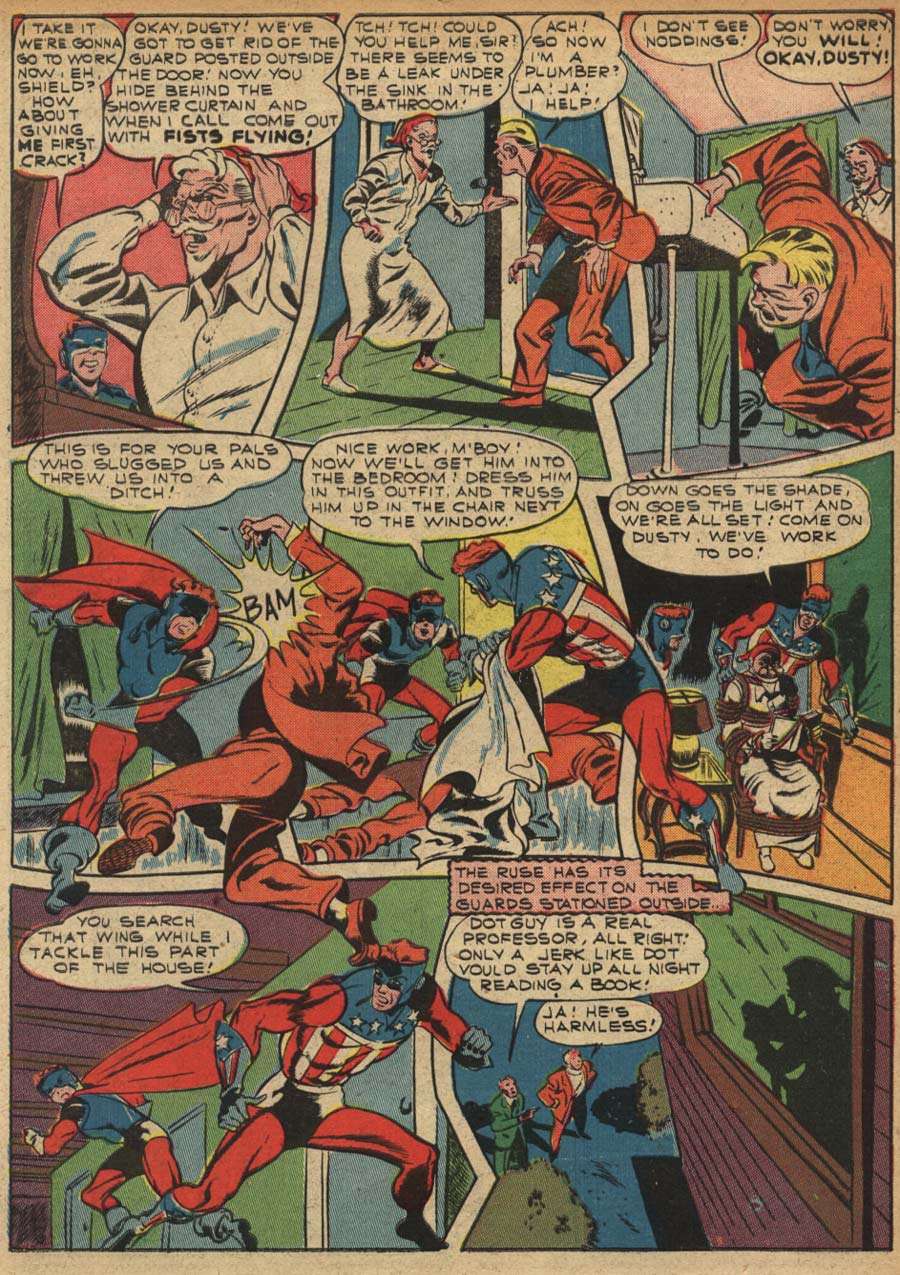 I TAKE IT
WE'RE GONNA
GO TO WORK
NOW, EH,
SHIELD?
HOW
ABOUT
GIVING
ME FIRST
CRACK?
OKAY, DUSTY! WE'VE
GOT TO GET RID OF THE
GUARD POSTED OUTSIDE
THE DOOR! NOW YOU
HIDE BEHIND THE
SHOWER CURTAIN AND
WHEN I CALL COME OUT
WITH FISTS FLYING!
TCH! TCH! COULD
YOU HELP ME, SIR?
THERE SEEMS TO
BE A LEAK UNDER
THE SINK IN THE
BATHROOM!
ACH!
SO NOW
I'M A
PLUMBER?
JA! JA!
I HELP!
I DON'T SEE
NODDINGS!
DON'T WORRY,
YOU WILL!
OKAY, DUSTY!
THIS IS FOR YOUR PALS
WHO SLUGGED US AND
THREW US INTO A
DITCH!
BAM
NICE WORK, M'BOY!
NOW WE'LL GET HIM INTO
THE BEDROOM! DRESS HIM
IN THIS OUTFIT, AND TRUSS
HIM UP IN THE CHAIR NEXT
TO THE WINDOW!
DOWN GOES THE SHADE,
ON GOES THE LIGHT AND
WE'RE ALL SET! COME ON
DUSTY, WE'VE WORK
TO DO!
YOU SEARCH
THAT WING WHILE I
TACKLE THIS PART
OF THE HOUSE!
THE RUSE HAS ITS
DESIRED EFFECT ON THE
GUARDS STATIONED OUTSIDE..
DOT GUY IS A REAL
PROFESSOR, ALL RIGHT!
ONLY A JERK LIKE DOT
VOULD STAY UP ALL NIGHT
READING A BOOK!
JA! HE'S
HARMLESS!